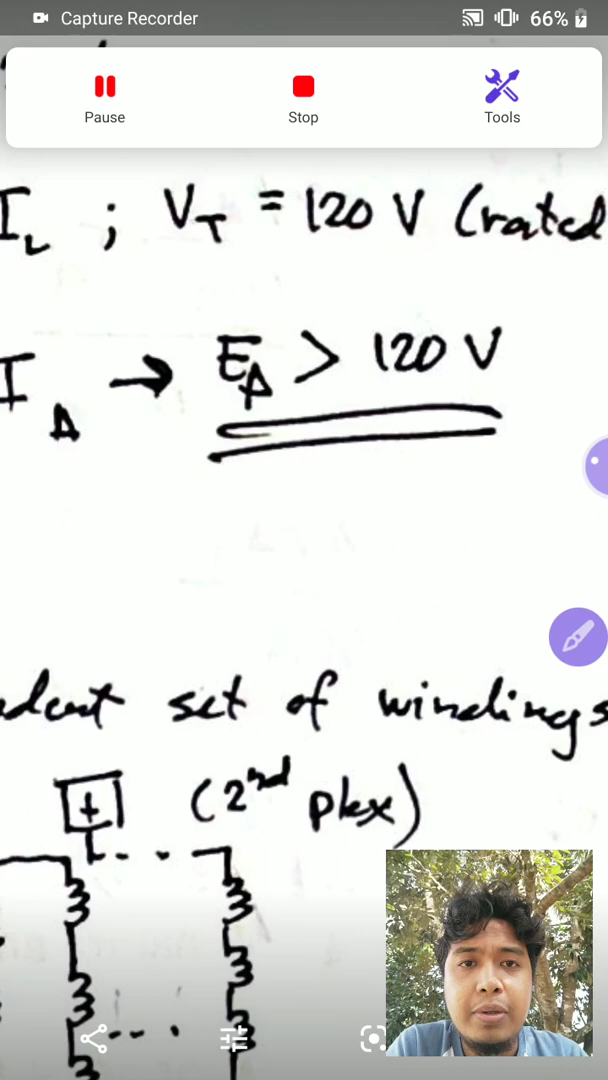 Capture Recorder 66%
Pause Stop Tools
I_L ; V_T = 120 V (rated
I_A → E_A > 120 V
set of windings
+ (2nd plex)